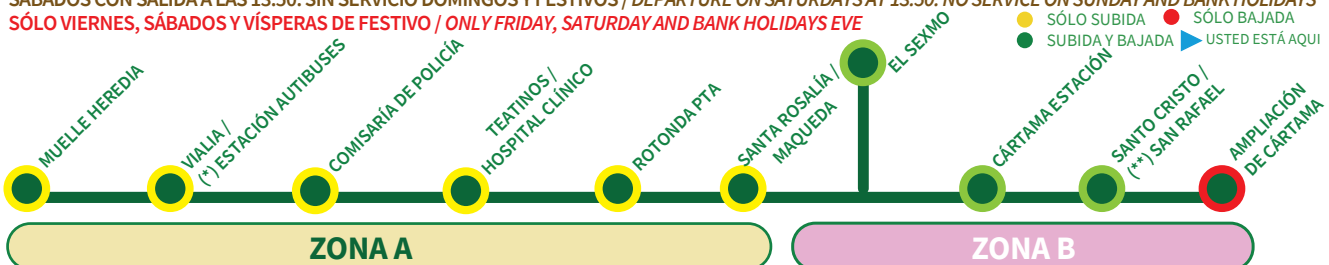 SÁBADOS CON SALIDA A LAS 13:50. SIN SERVICIO DOMINGOS Y FESTIVOS / DEPARTURE ON SATURDAYS AT 13:50. NO SERVICE ON SUNDAY AND BANK HOLIDAYS
SÓLO VIERNES, SÁBADOS Y VÍSPERAS DE FESTIVO / ONLY FRIDAY, SATURDAY AND BANK HOLIDAYS EVE
SÓLO SUBIDA
SÓLO BAJADA
SUBIDA Y BAJADA
USTED ESTÁ AQUI
MUELLE HEREDIA
VIALIA /
(*) ESTACIÓN AUTIBUSES
COMISARÍA DE POLICÍA
TEATINOS /
HOSPITAL CLÍNICO
ROTONDA PTA
SANTA ROSALÍA /
MAQUEDA
EL SEXMO
CÁRTAMA ESTACIÓN
SANTO CRISTO /
(**) SAN RAFAEL
AMPLIACIÓN
DE CÁRTAMA
ZONA A
ZONA B